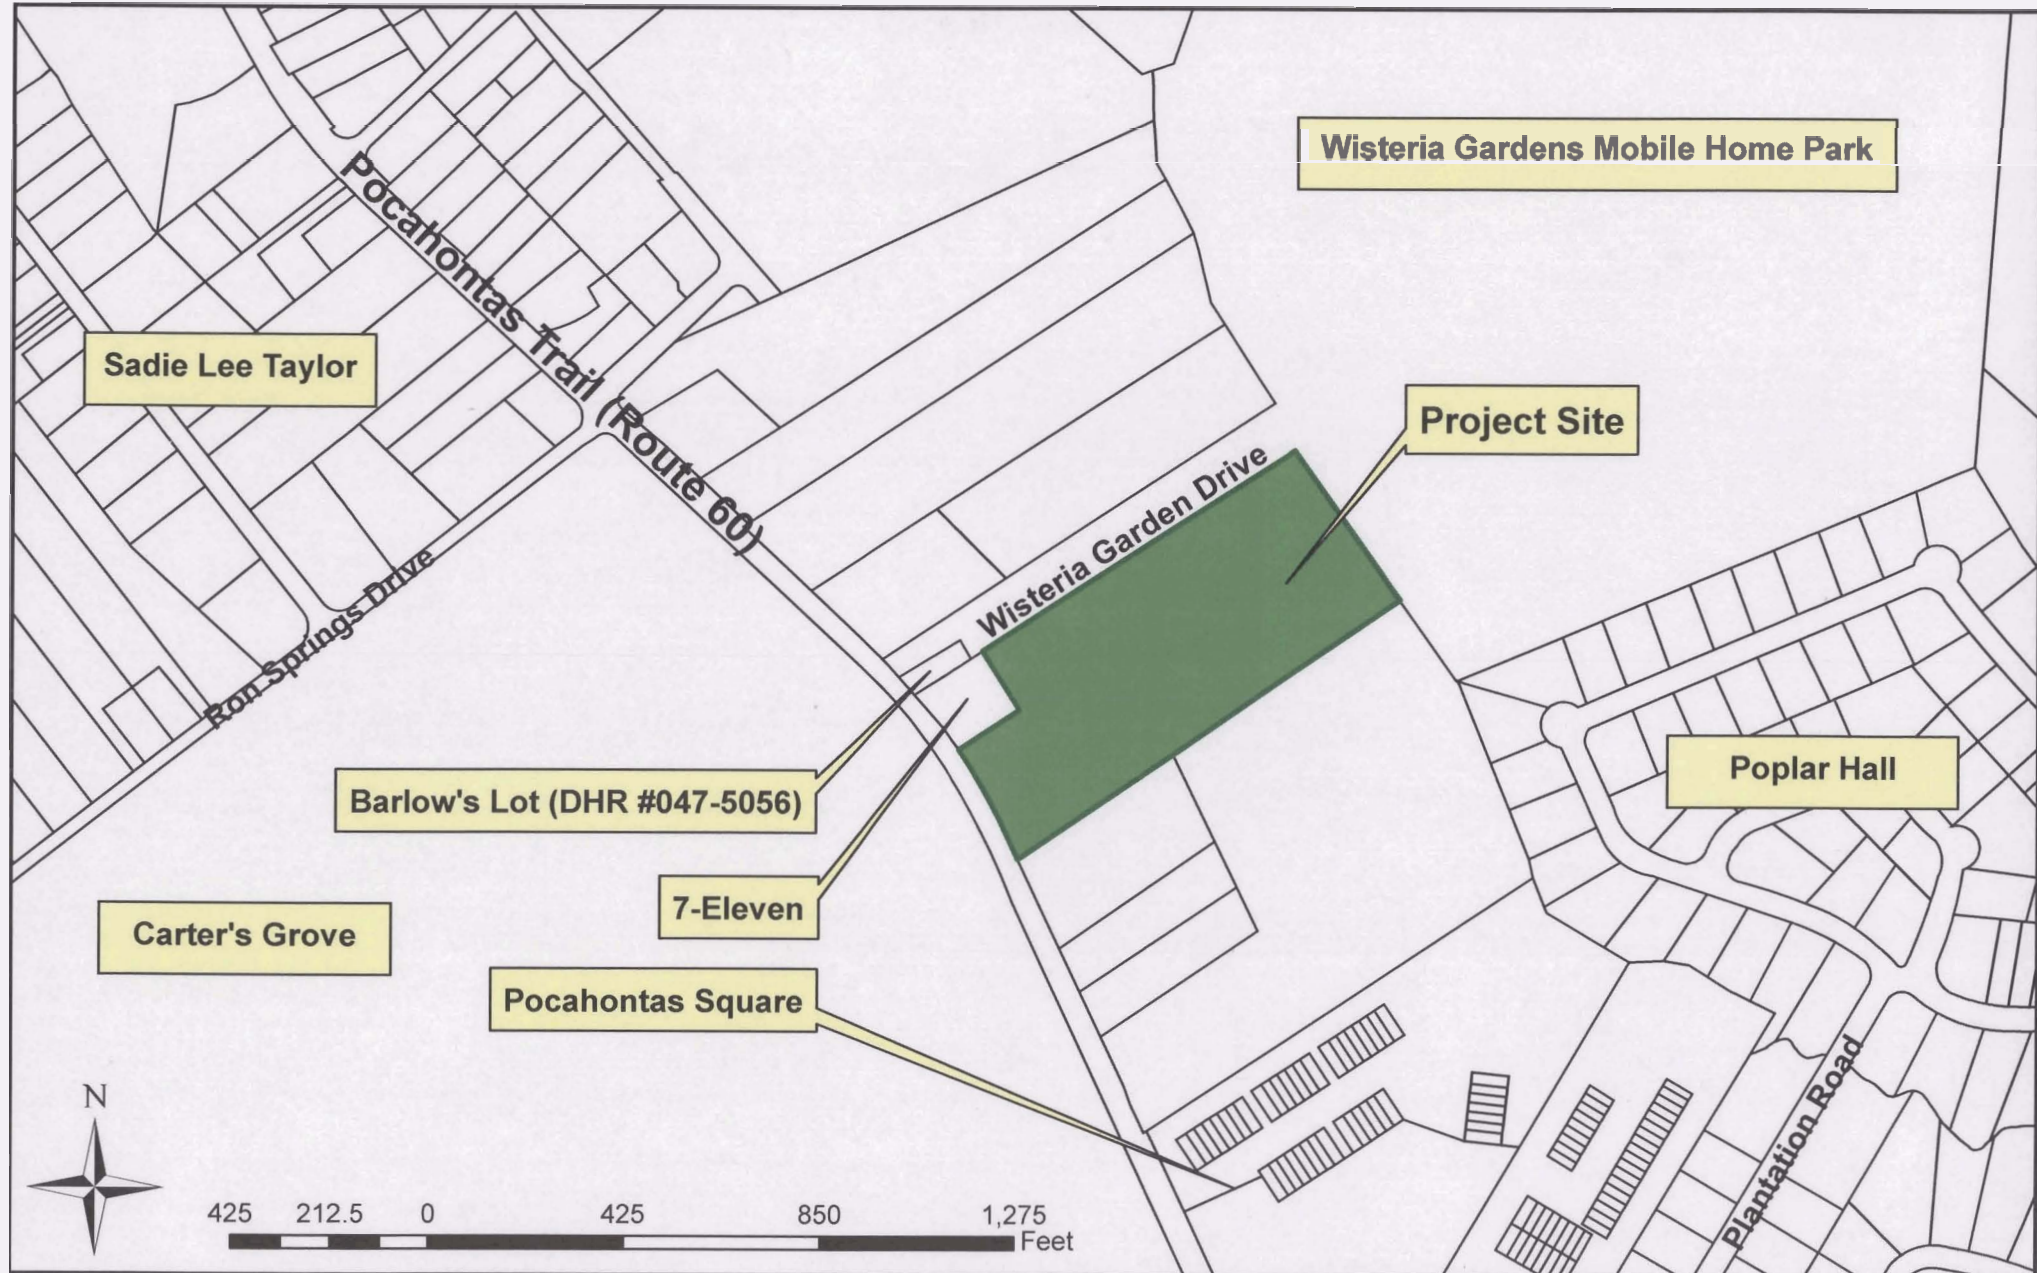 Wisteria Gardens Mobile Home Park
Pocahontas Trail (Route 60)
Sadie Lee Taylor
Project Site
Wisteria Garden Drive
Ron Springs Drive
Poplar Hall
Barlow's Lot (DHR #047-5056)
7-Eleven
Carter's Grove
Pocahontas Square
Plantation Road
N
425 212.5 0 425 850 1,275
Feet